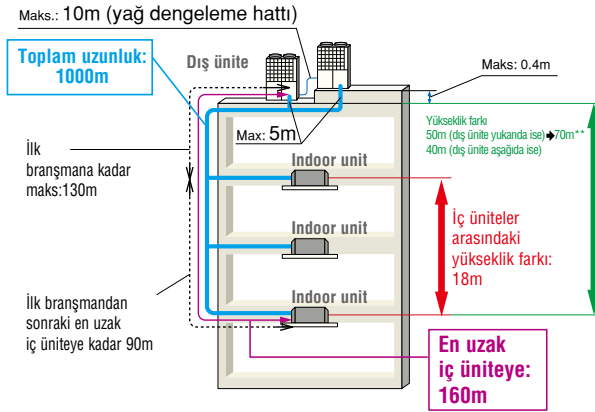 Maks.: 10m (yağ dengeleme hattı)
Toplam uzunluk:
1000m
Dış ünite
Maks: 0.4m
Max: 5m
Yükseklik farkı
50m (dış ünite yukarıda ise) 70m**
40m (dış ünite aşağıda ise)
İlk
branşmana kadar
maks:130m
Indoor unit
Indoor unit
Indoor unit
İç üniteler
arasındaki
yükseklik farkı:
18m
İlk branşmandan
sonraki en uzak
iç üniteye kadar 90m
En uzak
iç üniteye:
160m